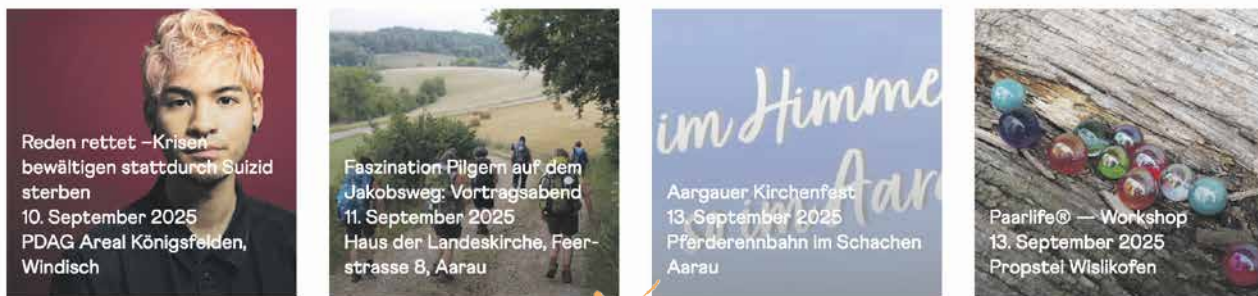 Reden rettet –Krisen
bewältigen stattdurch Suizid
sterben
10. September 2025
PDAG Areal Königsfelden,
Windisch
Faszination Pilgern auf dem
Jakobsweg: Vortragsabend
11. September 2025
Haus der Landeskirche, Feer-
strasse 8, Aarau
im Himme
im Aara
Aargauer Kirchenfest
13. September 2025
Pferderennbahn im Schachen
Aarau
Paarlife® — Workshop
13. September 2025
Propstei Wislikofen